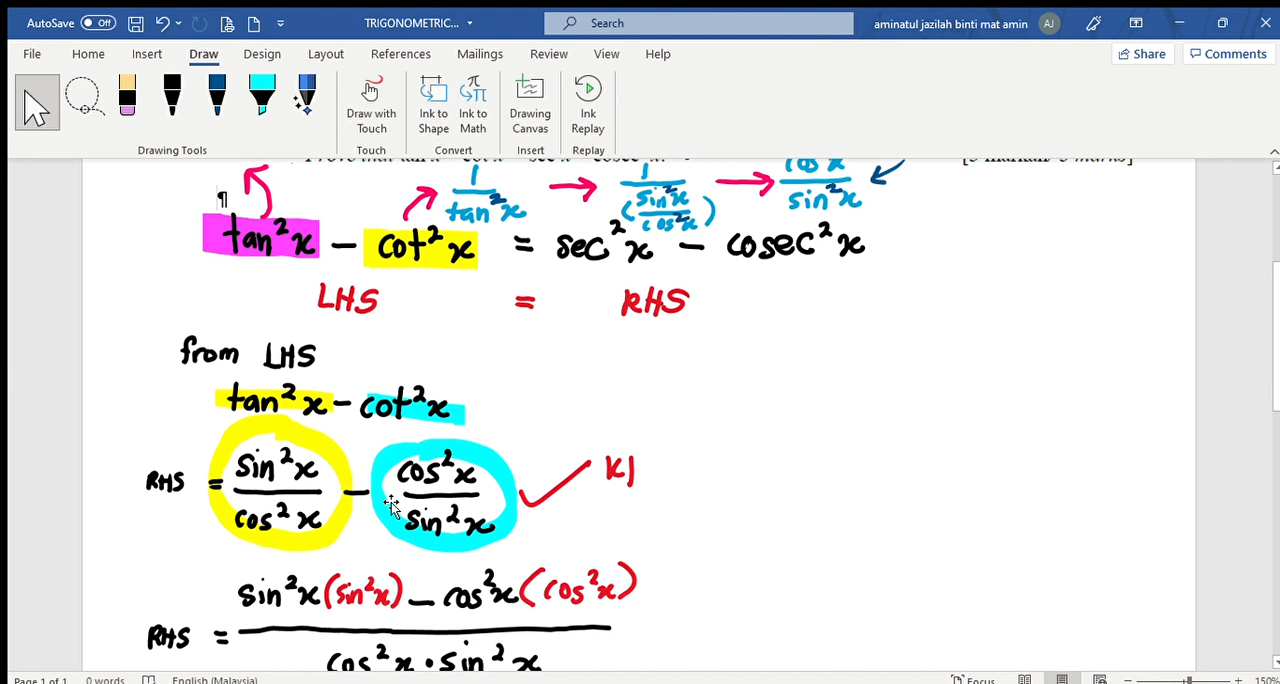 AutoSave Off TRIGONOMETRIC... Search aminatul jazilah binti mat amin AJ
File Home Insert Draw Design Layout References Mailings Review View Help Share Comments
Draw with Touch Ink to Shape Ink to Math Drawing Canvas Ink Replay
Drawing Tools Touch Convert Insert Replay
1/tan²x 1/(sin²x/cos²x) cos²x/sin²x
¶
tan²x − cot²x = sec²x − cosec²x
LHS = RHS
from LHS
tan²x − cot²x
RHS = sin²x/cos²x − cos²x/sin²x ✓ K1
sin²x(sin²x) − cos²x(cos²x)
RHS =
cos²x • sin²x
Page 1 of 1 0 words English (Malaysia) Focus 150%